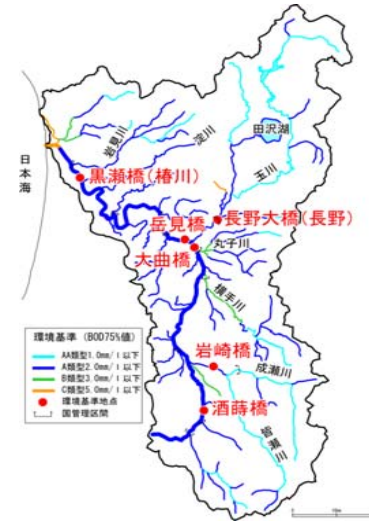 田沢湖
岩見川
淀川
玉川
日本海
黒瀬橋(椿川)
長野大橋(長野)
岳見橋
丸子川
大曲橋
横手川
岩崎橋
成瀬川
酒蒔橋
皆瀬川
環境基準 (BOD75%値)
AA類型1.0mm/l以下
A類型2.0mm/l以下
B類型3.0mm/l以下
C類型5.0mm/l以下
環境基準地点
国管理区間